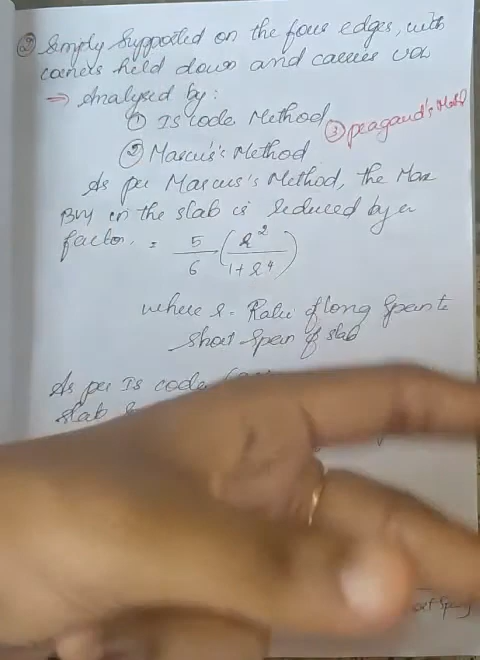 ② Simply Supported on the four edges, with
corners held down and carries udl
⇒ Analysed by:
① Is code Method
③ peagaud's Method
② Marcus's Method
As per Marcus's Method, the Max
BM in the slab is reduced by a
factor. = 5/6 (r²/1+r⁴)
where r = Ratio of long Span to
Short Span of slab
As per Is code
slab